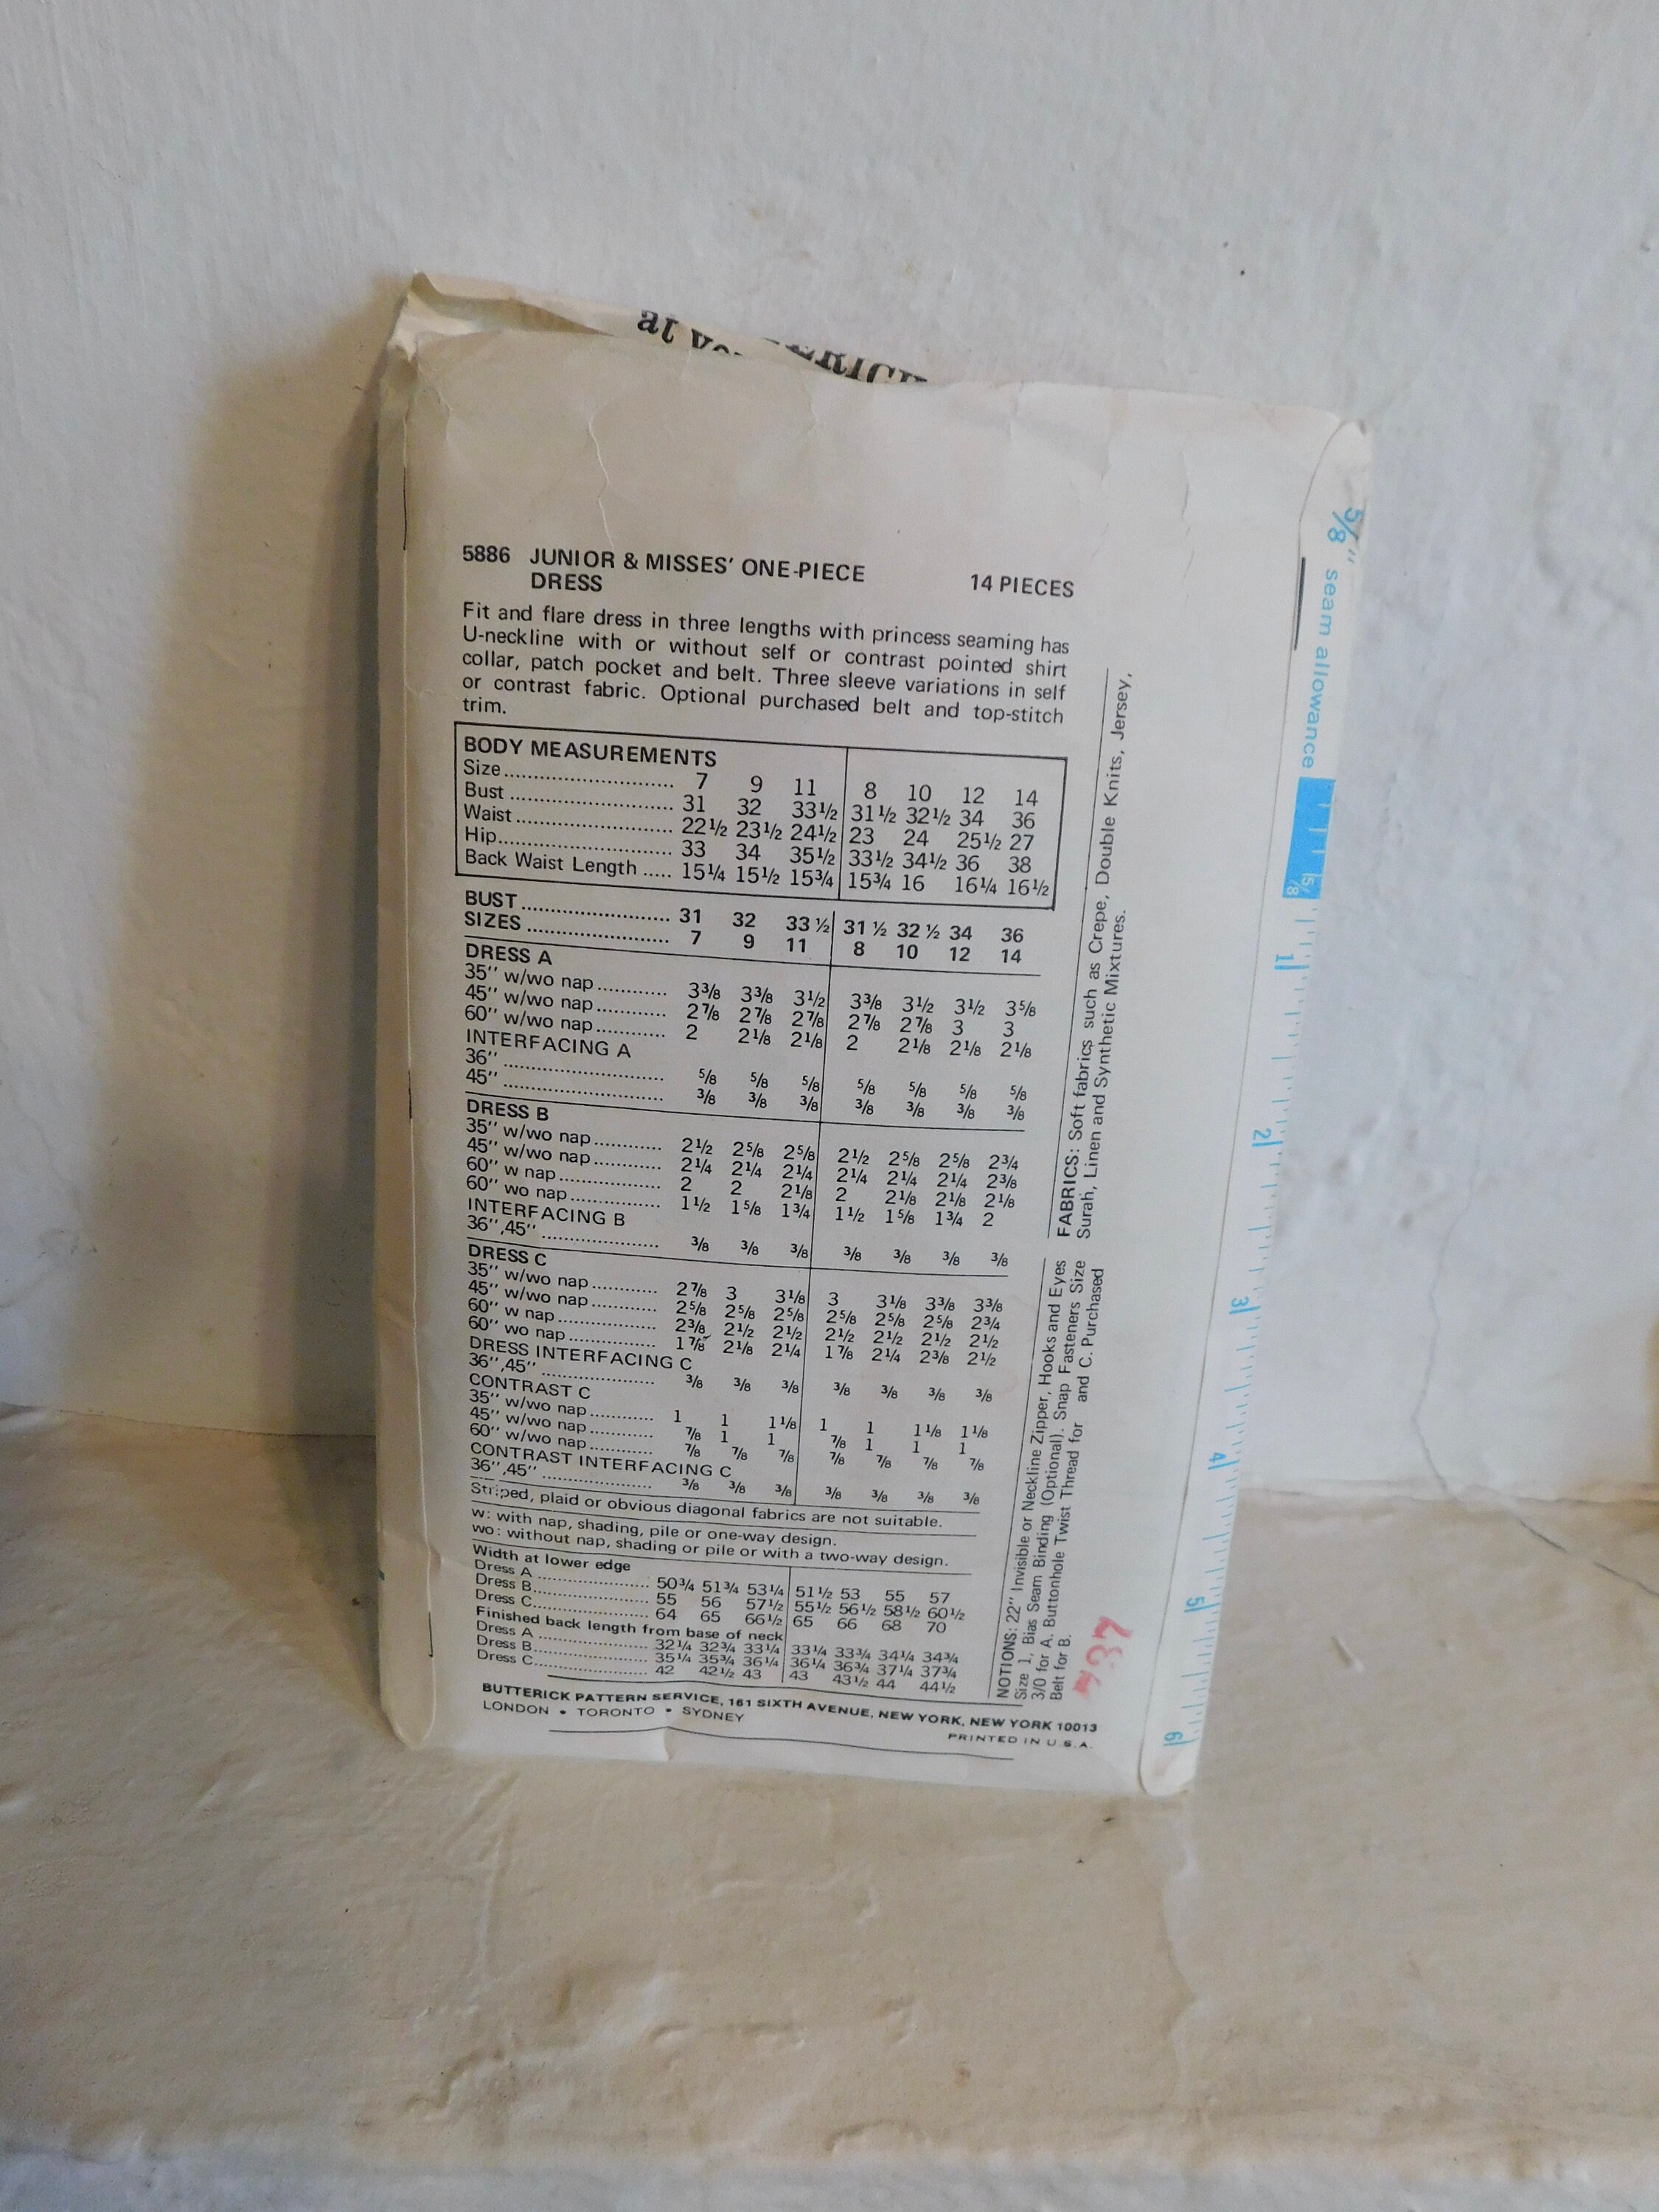 at
ERICK
5886 JUNIOR & MISSES' ONE-PIECE DRESS 14 PIECES
Fit and flare dress in three lengths with princess seaming has
U-neckline with or without self or contrast pointed shirt
collar, patch pocket and belt. Three sleeve variations in self
or contrast fabric. Optional purchased belt and top-stitch
trim.
BODY MEASUREMENTS
Size........................ 7 9 11 8 10 12 14
Bust ....................... 31 32 33½ 31½ 32½ 34 36
Waist ...................... 22½ 23½ 24½ 23 24 25½ 27
Hip......................... 33 34 35½ 33½ 34½ 36 38
Back Waist Length ..... 15¼ 15½ 15¾ 15¾ 16 16¼ 16½
BUST ....................... 31 32 33 ½ 31 ½ 32 ½ 34 36
SIZES ...................... 7 9 11 8 10 12 14
DRESS A
35'' w/wo nap............ 3⅜ 3⅜ 3½ 3⅜ 3½ 3½ 3⅝
45'' w/wo nap............ 2⅞ 2⅞ 2⅞ 2⅞ 2⅞ 3 3
60'' w/wo nap............ 2 2⅛ 2⅛ 2 2⅛ 2⅛ 2⅛
INTERFACING A
36'' ........................... ⅝ ⅝ ⅝ ⅝ ⅝ ⅝ ⅝
45'' ........................... ⅜ ⅜ ⅜ ⅜ ⅜ ⅜ ⅜
DRESS B
35'' w/wo nap............ 2½ 2⅝ 2⅝ 2½ 2⅝ 2⅝ 2¾
45'' w/wo nap............ 2¼ 2¼ 2¼ 2¼ 2¼ 2¼ 2⅜
60'' w nap.................. 2 2 2⅛ 2 2⅛ 2⅛ 2⅛
60'' wo nap................ 1½ 1⅝ 1¾ 1½ 1⅝ 1¾ 2
INTERFACING B
36'',45'' ..................... ⅜ ⅜ ⅜ ⅜ ⅜ ⅜ ⅜
DRESS C
35'' w/wo nap............ 2⅞ 3 3⅛ 3 3⅛ 3⅜ 3⅜
45'' w/wo nap............ 2⅝ 2⅝ 2⅝ 2⅝ 2⅝ 2⅝ 2¾
60'' w nap.................. 2⅜ 2½ 2½ 2½ 2½ 2½ 2½
60'' wo nap................ 1⅞ 2⅛ 2¼ 1⅞ 2¼ 2⅜ 2½
DRESS INTERFACING C
36'',45'' ..................... ⅜ ⅜ ⅜ ⅜ ⅜ ⅜ ⅜
CONTRAST C
35'' w/wo nap............ 1 1 1⅛ 1 1 1⅛ 1⅛
45'' w/wo nap............ ⅞ 1 1 ⅞ 1 1 1
60'' w/wo nap............ ⅞ ⅞ ⅞ ⅞ ⅞ ⅞ ⅞
CONTRAST INTERFACING C
36'',45'' ..................... ⅜ ⅜ ⅜ ⅜ ⅜ ⅜ ⅜
Striped, plaid or obvious diagonal fabrics are not suitable.
w: with nap, shading, pile or one-way design.
wo: without nap, shading or pile or with a two-way design.
Width at lower edge
Dress A ..................... 50¾ 51¾ 53¼ 51½ 53 55 57
Dress B...................... 55 56 57½ 55½ 56½ 58½ 60½
Dress C...................... 64 65 66½ 65 66 68 70
Finished back length from base of neck
Dress A ..................... 32¼ 32¾ 33¼ 33¼ 33¾ 34¼ 34¾
Dress B...................... 35¼ 35¾ 36¼ 36¼ 36¾ 37¼ 37¾
Dress C...................... 42 42½ 43 43 43½ 44 44½
BUTTERICK PATTERN SERVICE, 161 SIXTH AVENUE, NEW YORK, NEW YORK 10013
LONDON • TORONTO • SYDNEY
PRINTED IN U.S.A.
FABRICS: Soft fabrics such as Crepe, Double Knits, Jersey,
Surah, Linen and Synthetic Mixtures.
NOTIONS: 22'' Invisible or Neckline Zipper, Hooks and Eyes
Size 1, Bias Seam Binding (Optional). Snap Fasteners Size
3/0 for A. Buttonhole Twist Thread for and C. Purchased
Belt for B.
⅝'' seam allowance
⅝
1
2
3
4
5
6